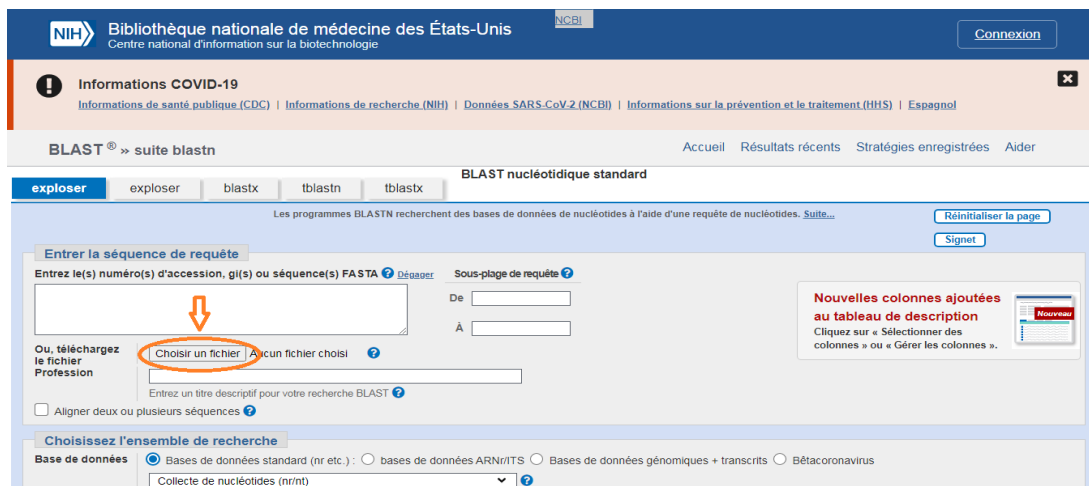 NCBI
NIH Bibliothèque nationale de médecine des États-Unis
Centre national d'information sur la biotechnologie
Connexion
Informations COVID-19
Informations de santé publique (CDC) | Informations de recherche (NIH) | Données SARS-CoV-2 (NCBI) | Informations sur la prévention et le traitement (HHS) | Espagnol
BLAST ® » suite blastn
Accueil Résultats récents Stratégies enregistrées Aider
BLAST nucléotidique standard
exploser exploser blastx tblastn tblastx
Les programmes BLASTN recherchent des bases de données de nucléotides à l'aide d'une requête de nucléotides. Suite...
Réinitialiser la page
Signet
Entrer la séquence de requête
Entrez le(s) numéro(s) d'accession, gi(s) ou séquence(s) FASTA ? Dégager
Sous-plage de requête ?
De
À
Nouvelles colonnes ajoutées
au tableau de description
Cliquez sur « Sélectionner des
colonnes » ou « Gérer les colonnes ».
Nouveau
Ou, téléchargez
le fichier
Choisir un fichier Aucun fichier choisi ?
Profession
Entrez un titre descriptif pour votre recherche BLAST ?
Aligner deux ou plusieurs séquences ?
Choisissez l'ensemble de recherche
Base de données
Bases de données standard (nr etc.) : bases de données ARNr/ITS Bases de données génomiques + transcrits Bêtacoronavirus
Collecte de nucléotides (nr/nt) ?